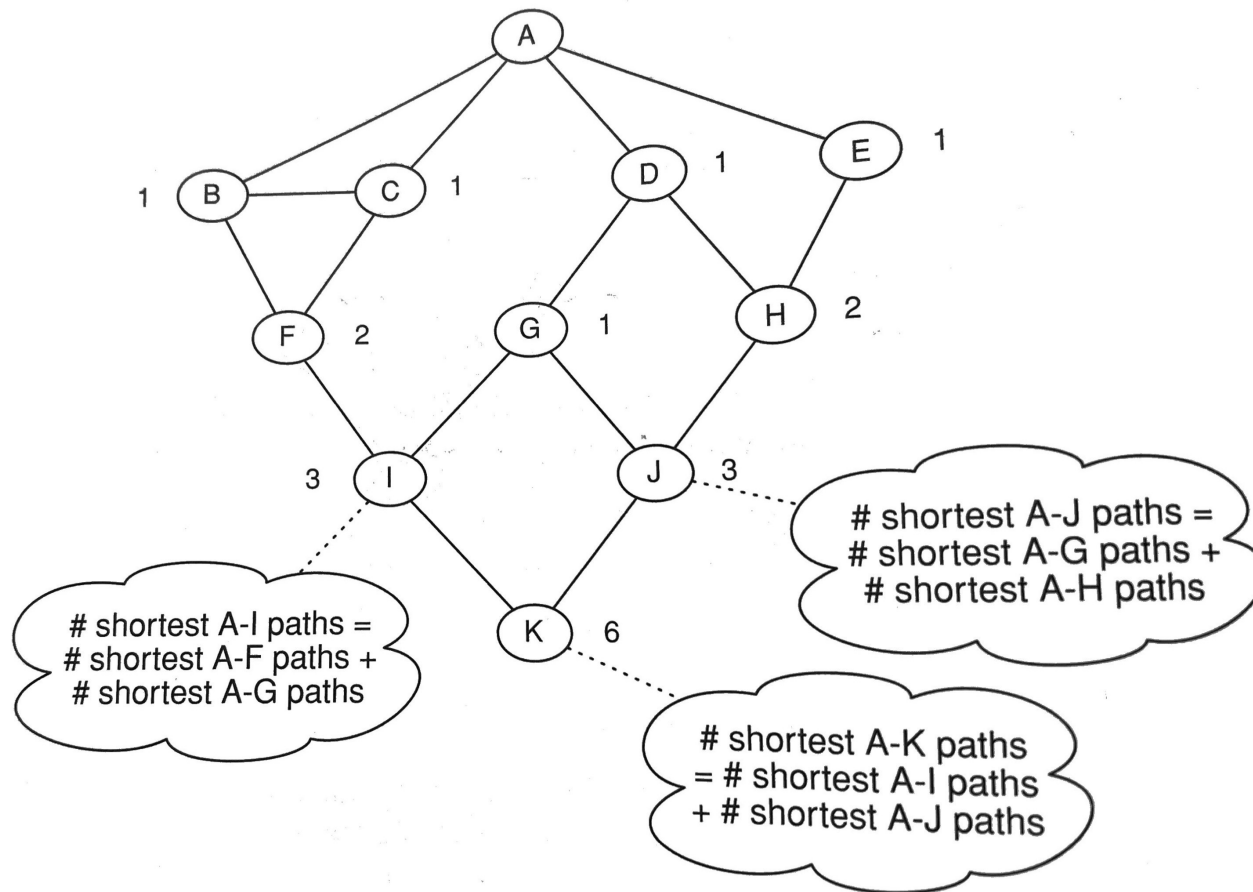 A
E 1
D 1
1 B C 1
H 2
F 2
G 1
3 I
J 3
# shortest A-J paths =
# shortest A-G paths +
# shortest A-H paths
# shortest A-I paths =
# shortest A-F paths +
# shortest A-G paths
K 6
# shortest A-K paths
= # shortest A-I paths
+ # shortest A-J paths